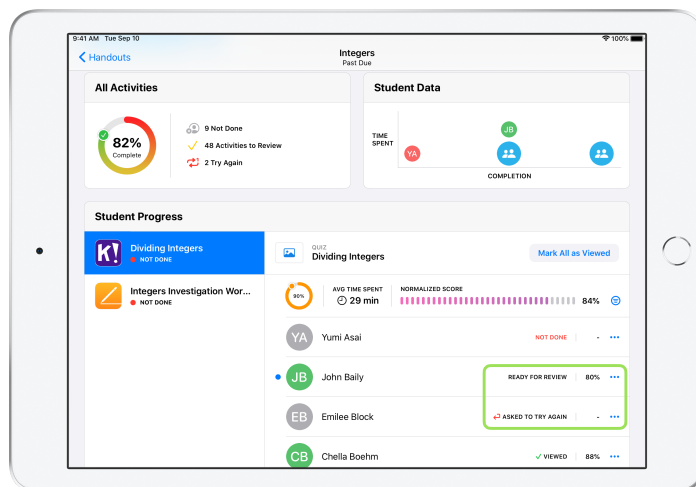 9:41 AM Tue Sep 10
100%
Handouts
Integers
Past Due
All Activities
82%
Complete
9 Not Done
48 Activities to Review
2 Try Again
Student Data
TIME
SPENT
YA
JB
COMPLETION
Student Progress
K!
Dividing Integers
NOT DONE
Integers Investigation Wor...
NOT DONE
QUIZ
Dividing Integers
Mark All as Viewed
90%
AVG TIME SPENT
29 min
NORMALIZED SCORE
84%
YA Yumi Asai NOT DONE -
JB John Baily READY FOR REVIEW 80%
EB Emilee Block ASKED TO TRY AGAIN -
CB Chella Boehm VIEWED 88%